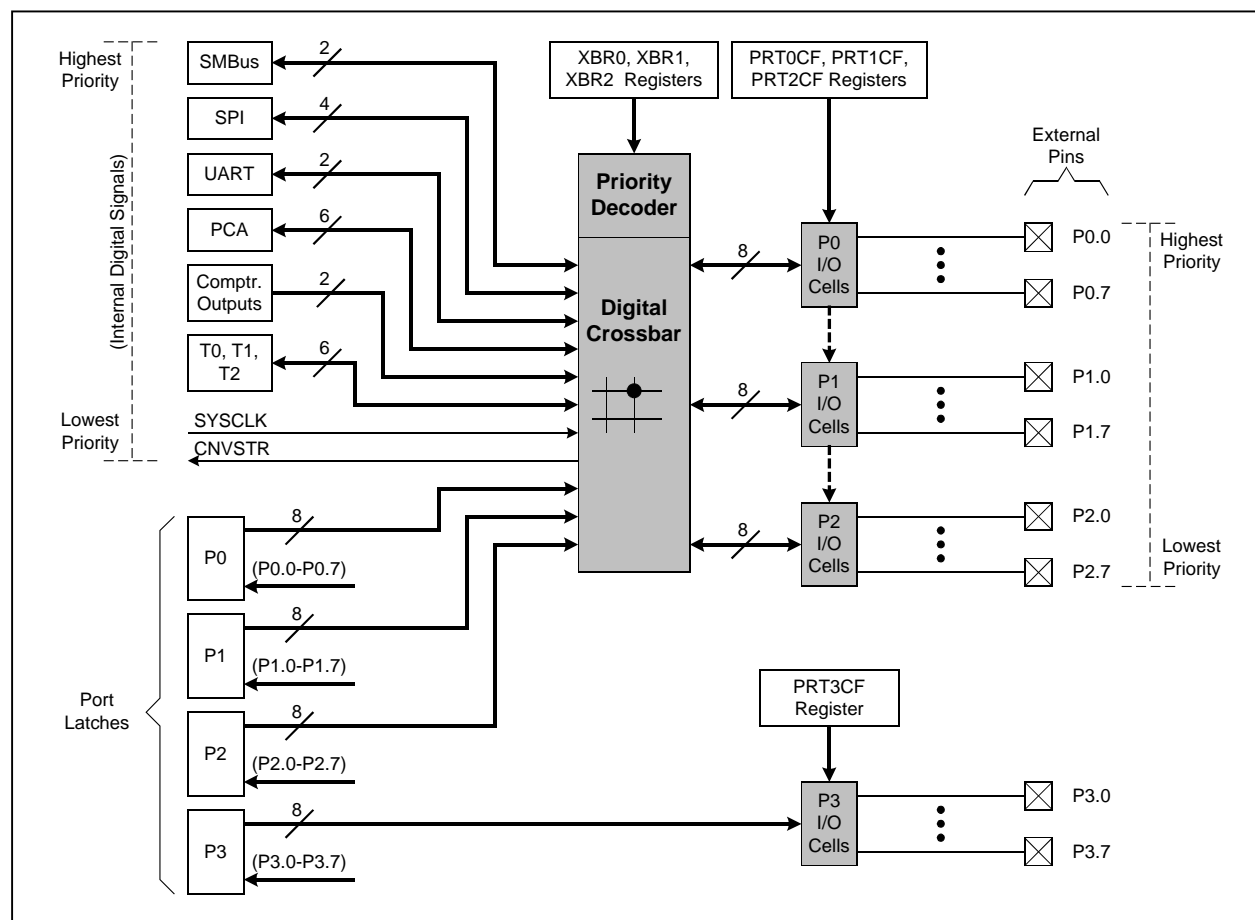 Highest
Priority
(Internal Digital Signals)
Lowest
Priority
SMBus
2
SPI
4
UART
2
PCA
6
Comptr.
Outputs
2
T0, T1,
T2
6
SYSCLK
CNVSTR
XBR0, XBR1,
XBR2 Registers
PRT0CF, PRT1CF,
PRT2CF Registers
Priority
Decoder
Digital
Crossbar
8
P0
I/O
Cells
8
P1
I/O
Cells
8
P2
I/O
Cells
External
Pins
P0.0
P0.7
P1.0
P1.7
P2.0
P2.7
Highest
Priority
Lowest
Priority
Port
Latches
P0
8
(P0.0-P0.7)
P1
8
(P1.0-P1.7)
P2
8
(P2.0-P2.7)
P3
8
(P3.0-P3.7)
PRT3CF
Register
P3
I/O
Cells
P3.0
P3.7